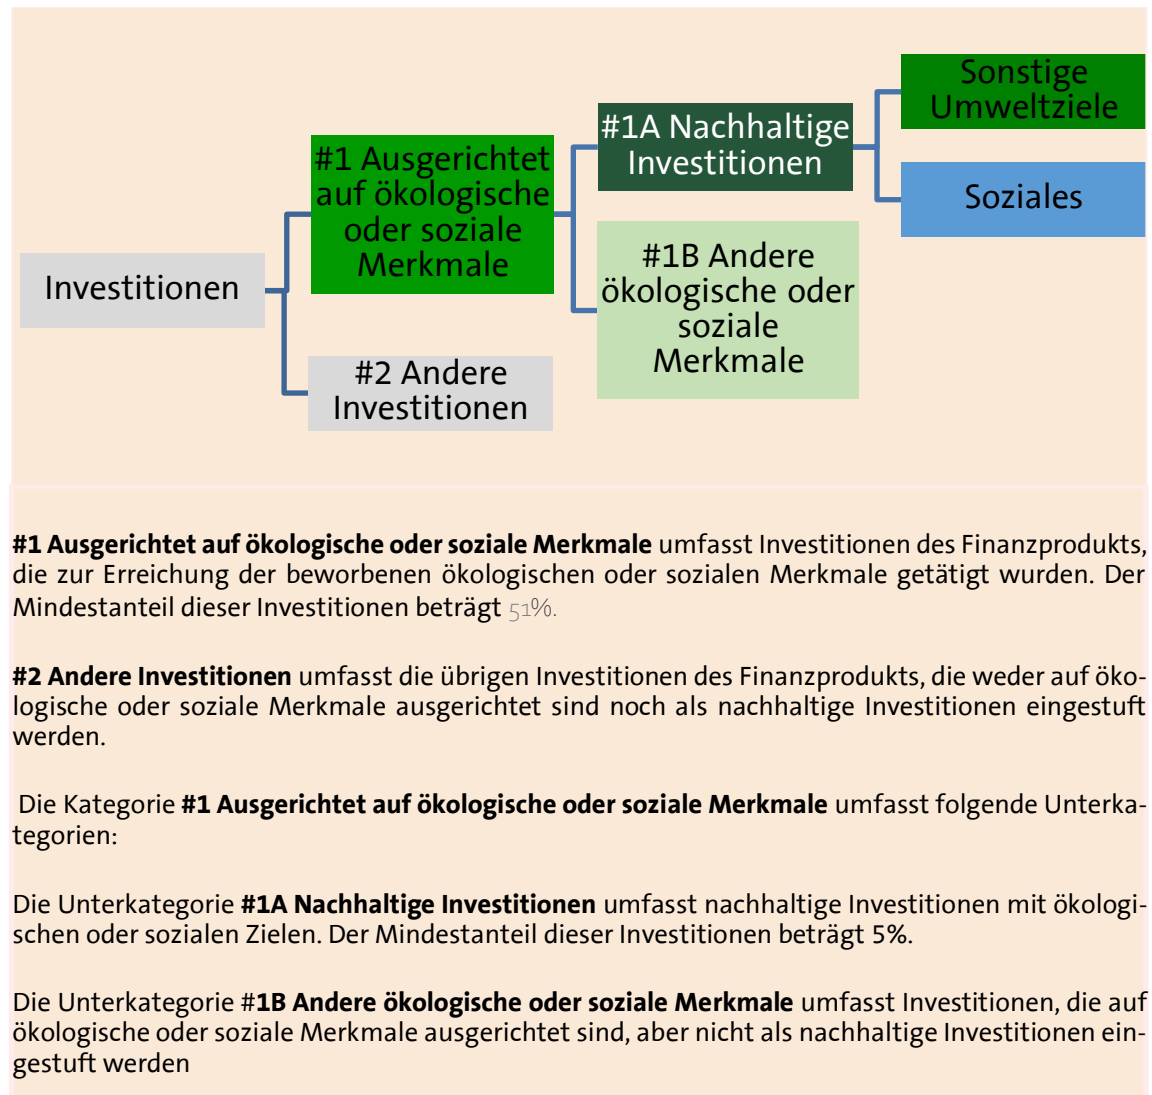 Sonstige
Umweltziele
#1A Nachhaltige
Investitionen
#1 Ausgerichtet
auf ökologische
oder soziale
Merkmale
Soziales
#1B Andere
ökologische oder
soziale
Merkmale
Investitionen
#2 Andere
Investitionen
#1 Ausgerichtet auf ökologische oder soziale Merkmale umfasst Investitionen des Finanzprodukts,
die zur Erreichung der beworbenen ökologischen oder sozialen Merkmale getätigt wurden. Der
Mindestanteil dieser Investitionen beträgt 51%.
#2 Andere Investitionen umfasst die übrigen Investitionen des Finanzprodukts, die weder auf öko-
logische oder soziale Merkmale ausgerichtet sind noch als nachhaltige Investitionen eingestuft
werden.
Die Kategorie #1 Ausgerichtet auf ökologische oder soziale Merkmale umfasst folgende Unterka-
tegorien:
Die Unterkategorie #1A Nachhaltige Investitionen umfasst nachhaltige Investitionen mit ökologi-
schen oder sozialen Zielen. Der Mindestanteil dieser Investitionen beträgt 5%.
Die Unterkategorie #1B Andere ökologische oder soziale Merkmale umfasst Investitionen, die auf
ökologische oder soziale Merkmale ausgerichtet sind, aber nicht als nachhaltige Investitionen ein-
gestuft werden